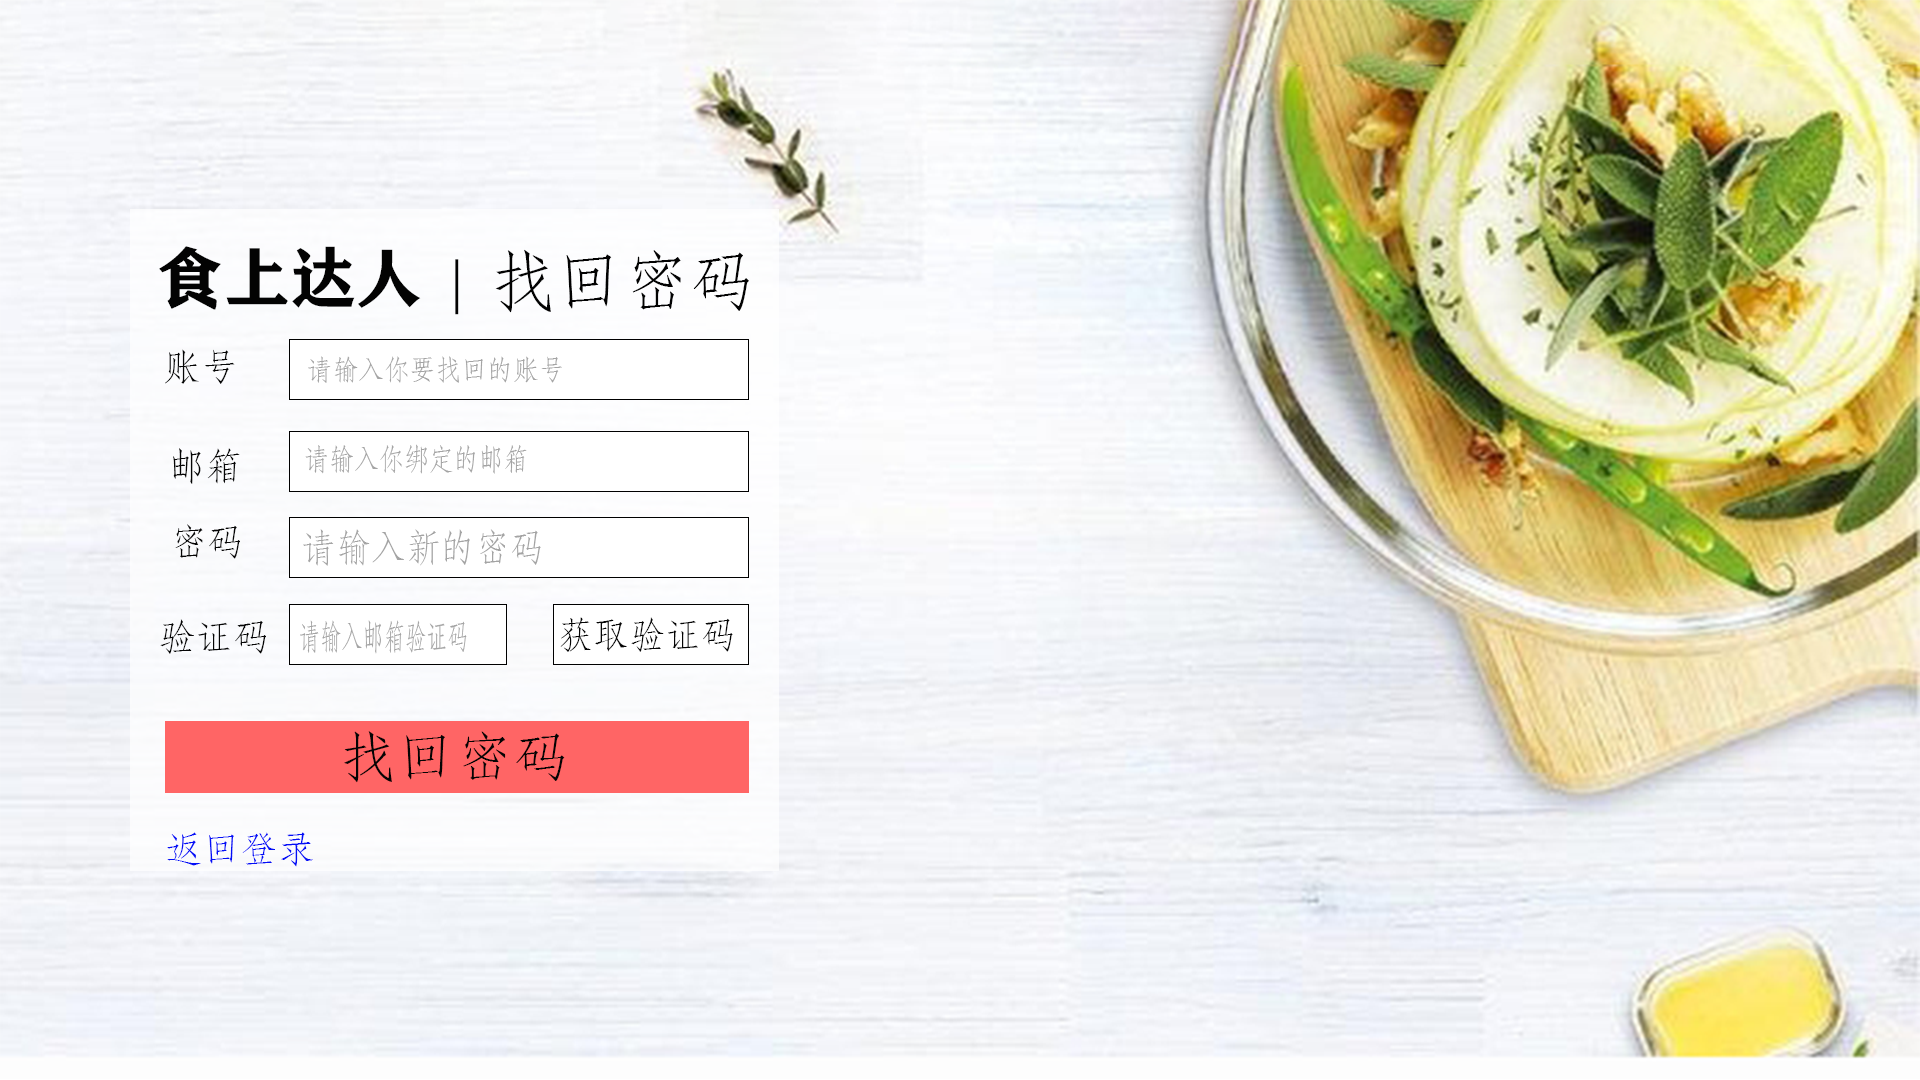 食上达人 | 找回密码
账号 请输入你要找回的账号
邮箱 请输入你绑定的邮箱
密码 请输入新的密码
验证码 请输入邮箱验证码 获取验证码
找回密码
返回登录